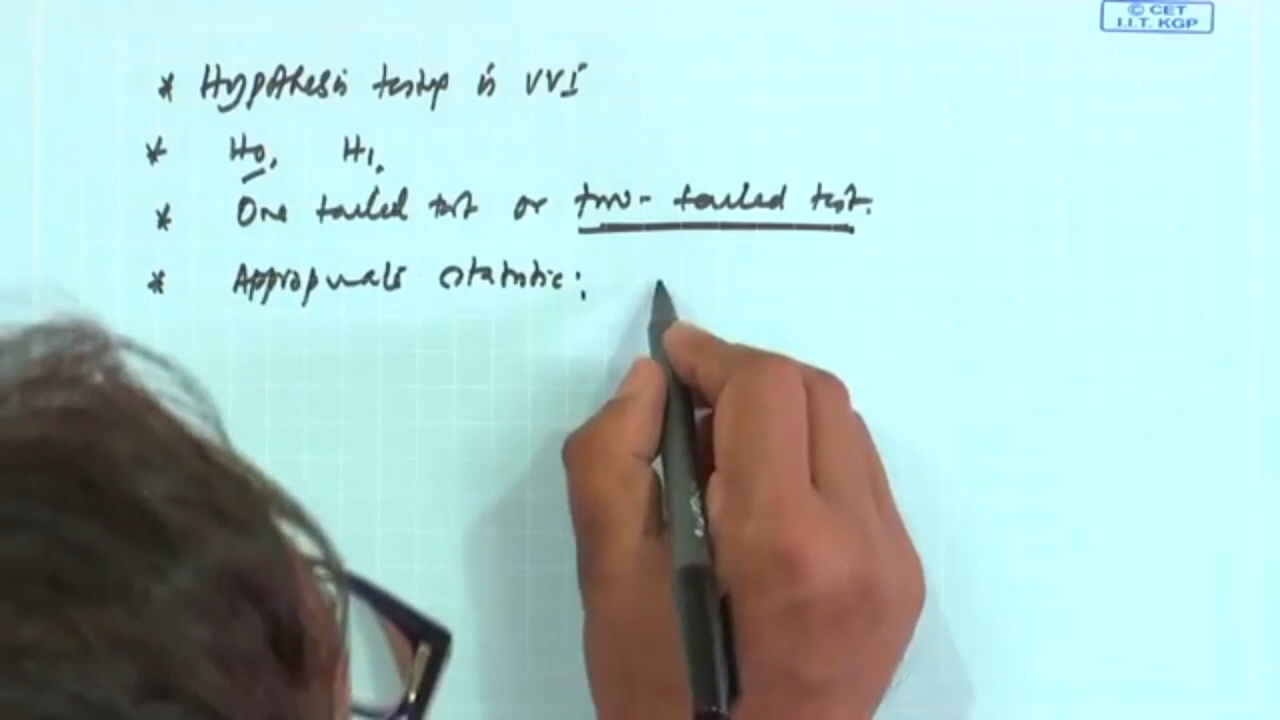 © CET
I.I.T. KGP
* Hypothesis testing is VVI
* H0, H1.
* One tailed test or two-tailed test.
* Appropriate statistic: